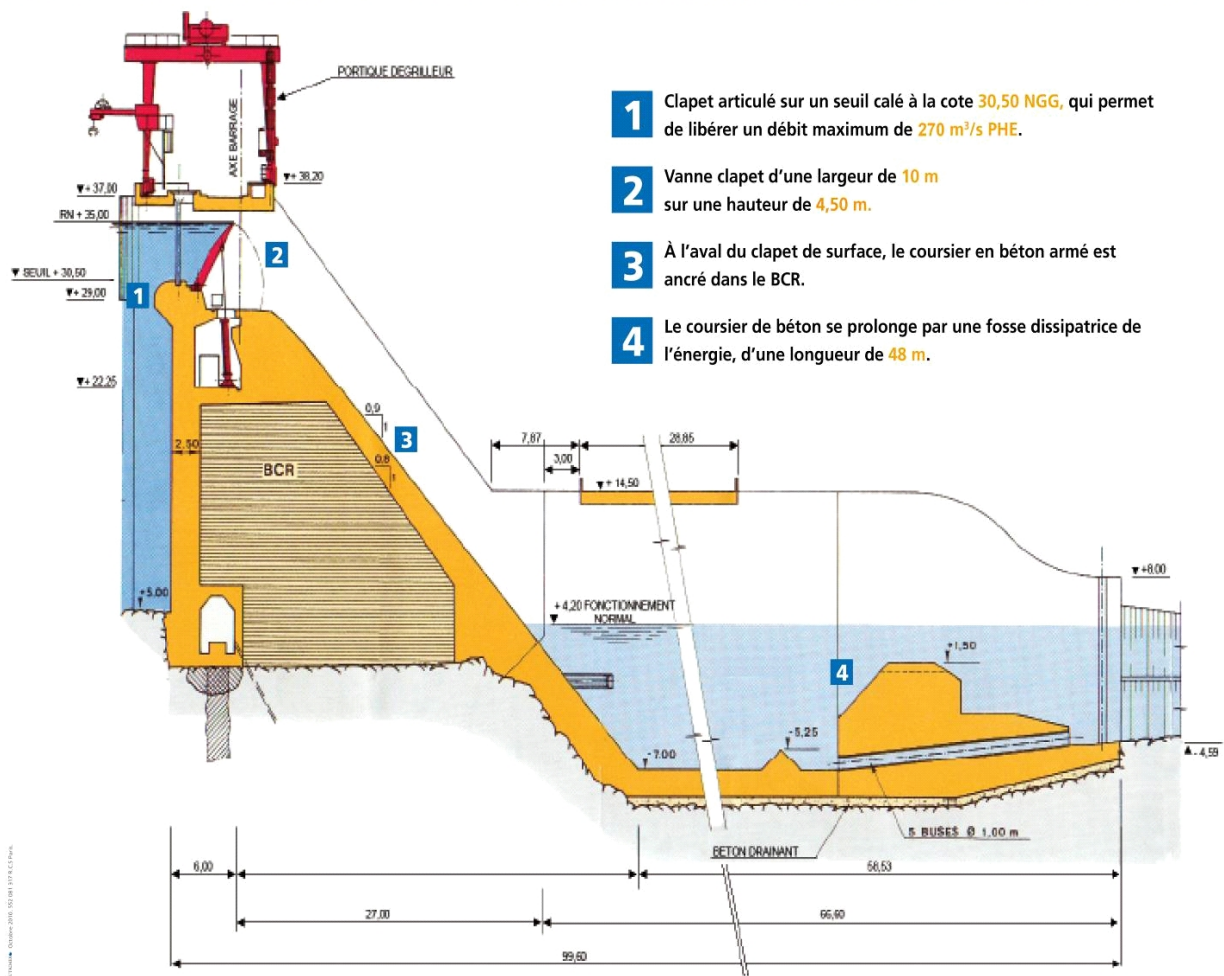 PORTIQUE DEGRILLEUR
AXE BARRAGE
1
Clapet articulé sur un seuil calé à la cote 30,50 NGG, qui permet
de libérer un débit maximum de 270 m³/s PHE.
2
Vanne clapet d’une largeur de 10 m
sur une hauteur de 4,50 m.
3
À l’aval du clapet de surface, le coursier en béton armé est
ancré dans le BCR.
4
Le coursier de béton se prolonge par une fosse dissipatrice de
l’énergie, d’une longueur de 48 m.
+ 38,20
+ 37,00
RN + 35,00
2
SEUIL + 30,50
+ 29,00
1
+ 22,25
0,9
1
3
2,50
BCR
0,8
1
7,87
28,85
3,00
+ 14,50
+8,00
+5,00
+ 4,20 FONCTIONNEMENT
NORMAL
+1,50
4
- 5,25
-7.00
- 4,59
5 BUSES Ø 1,00 m
BETON DRAINANT
6,00
58,53
27,00
66,60
99,60